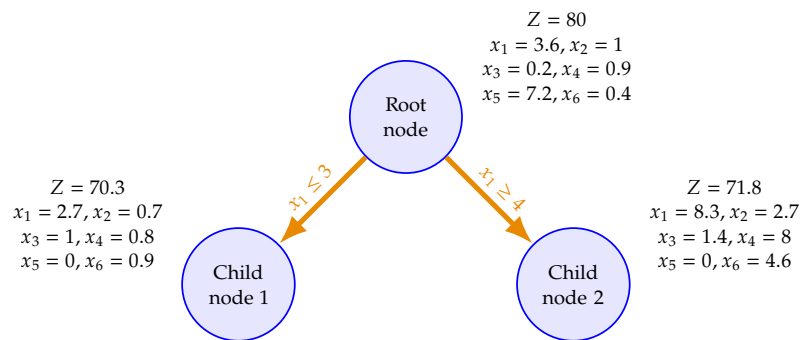 Z = 80
x₁ = 3.6, x₂ = 1
x₃ = 0.2, x₄ = 0.9
x₅ = 7.2, x₆ = 0.4
Root
node
x₁ ≤ 3
x₁ ≥ 4
Z = 70.3
x₁ = 2.7, x₂ = 0.7
x₃ = 1, x₄ = 0.8
x₅ = 0, x₆ = 0.9
Child
node 1
Child
node 2
Z = 71.8
x₁ = 8.3, x₂ = 2.7
x₃ = 1.4, x₄ = 8
x₅ = 0, x₆ = 4.6